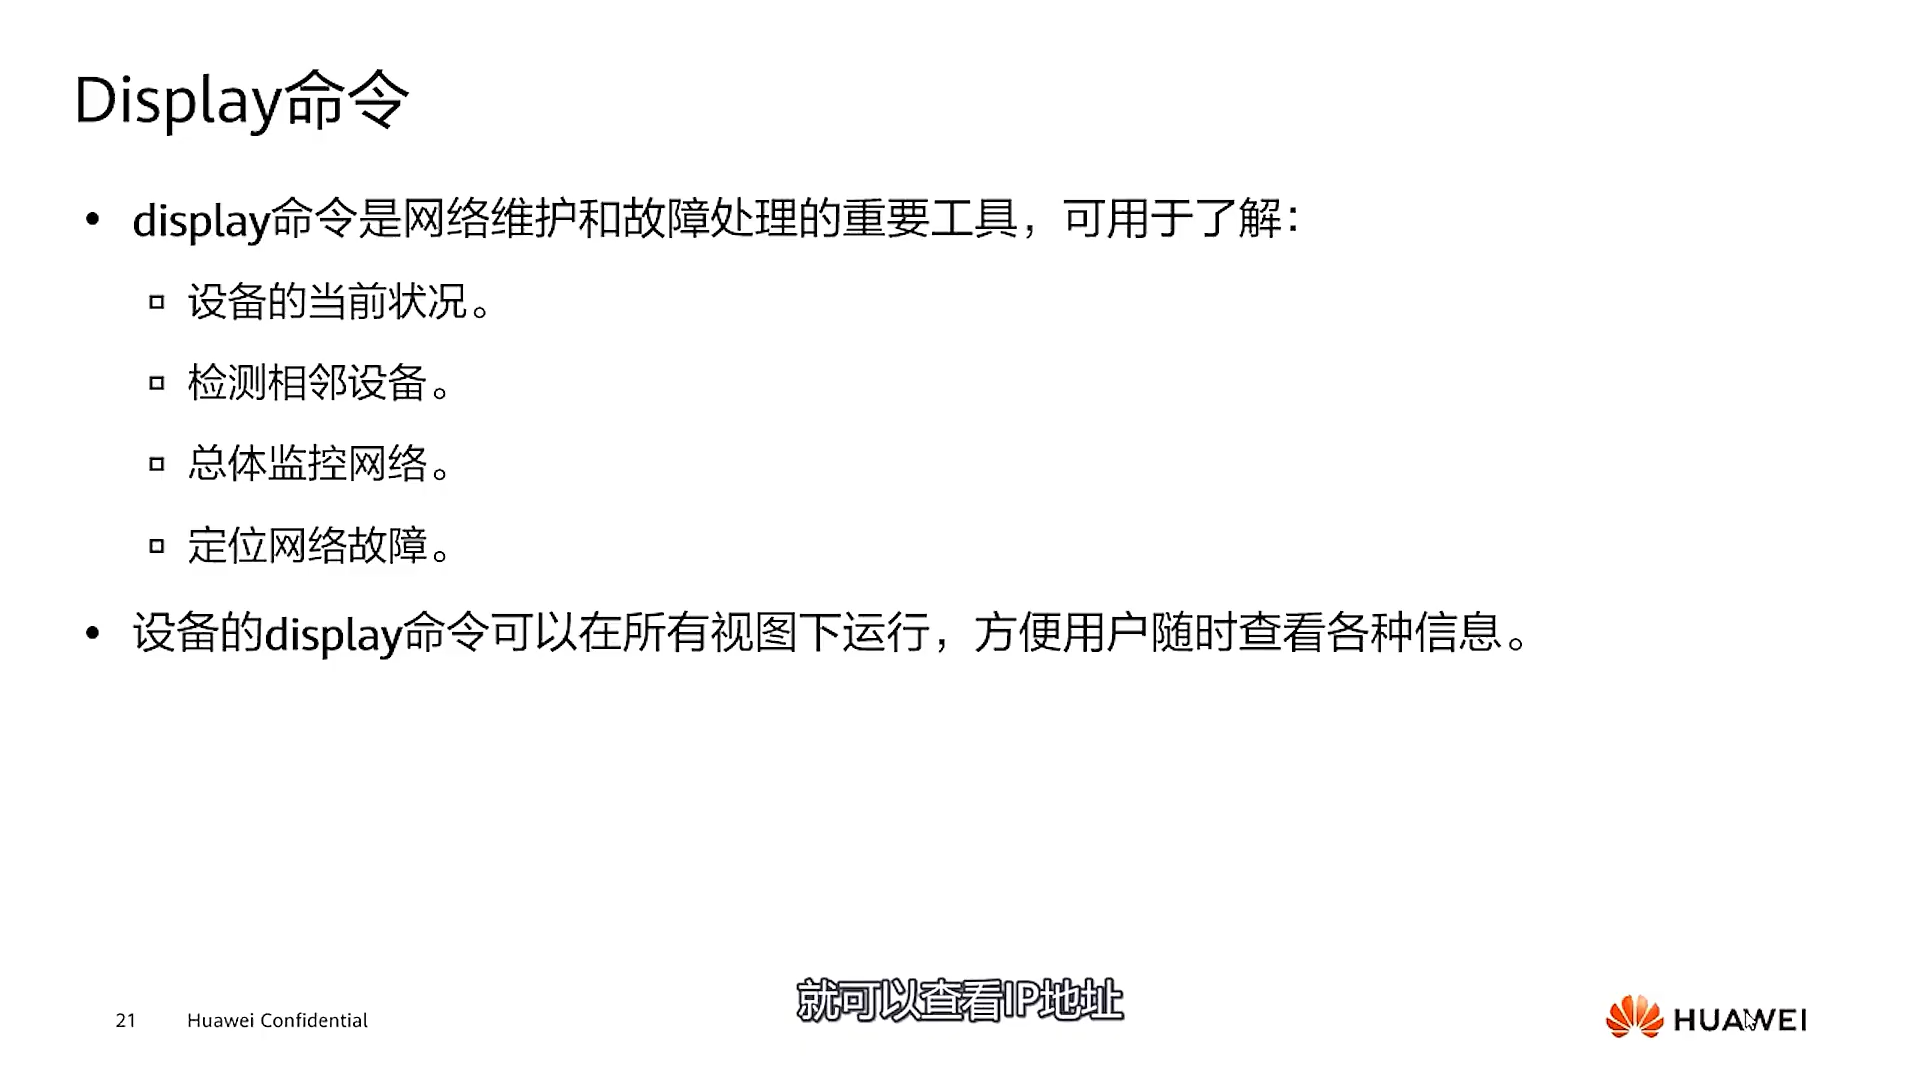 Display命令
• display命令是网络维护和故障处理的重要工具，可用于了解：
▫ 设备的当前状况。
▫ 检测相邻设备。
▫ 总体监控网络。
▫ 定位网络故障。
• 设备的display命令可以在所有视图下运行，方便用户随时查看各种信息。
就可以查看IP地址
21 Huawei Confidential
HUAWEI